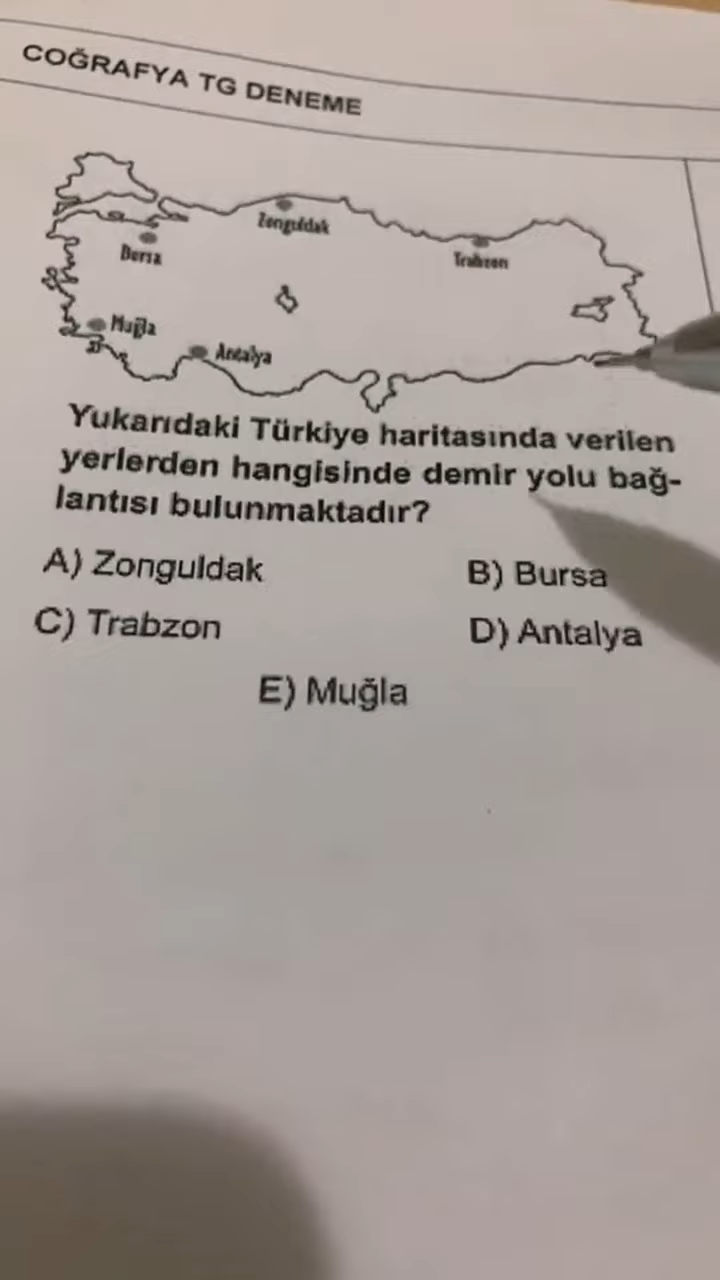 COĞRAFYA TG DENEME
Zonguldak
Bursa
Trabzon
Muğla
Antalya
Yukarıdaki Türkiye haritasında verilen
yerlerden hangisinde demir yolu bağ-
lantısı bulunmaktadır?
A) Zonguldak
B) Bursa
C) Trabzon
D) Antalya
E) Muğla